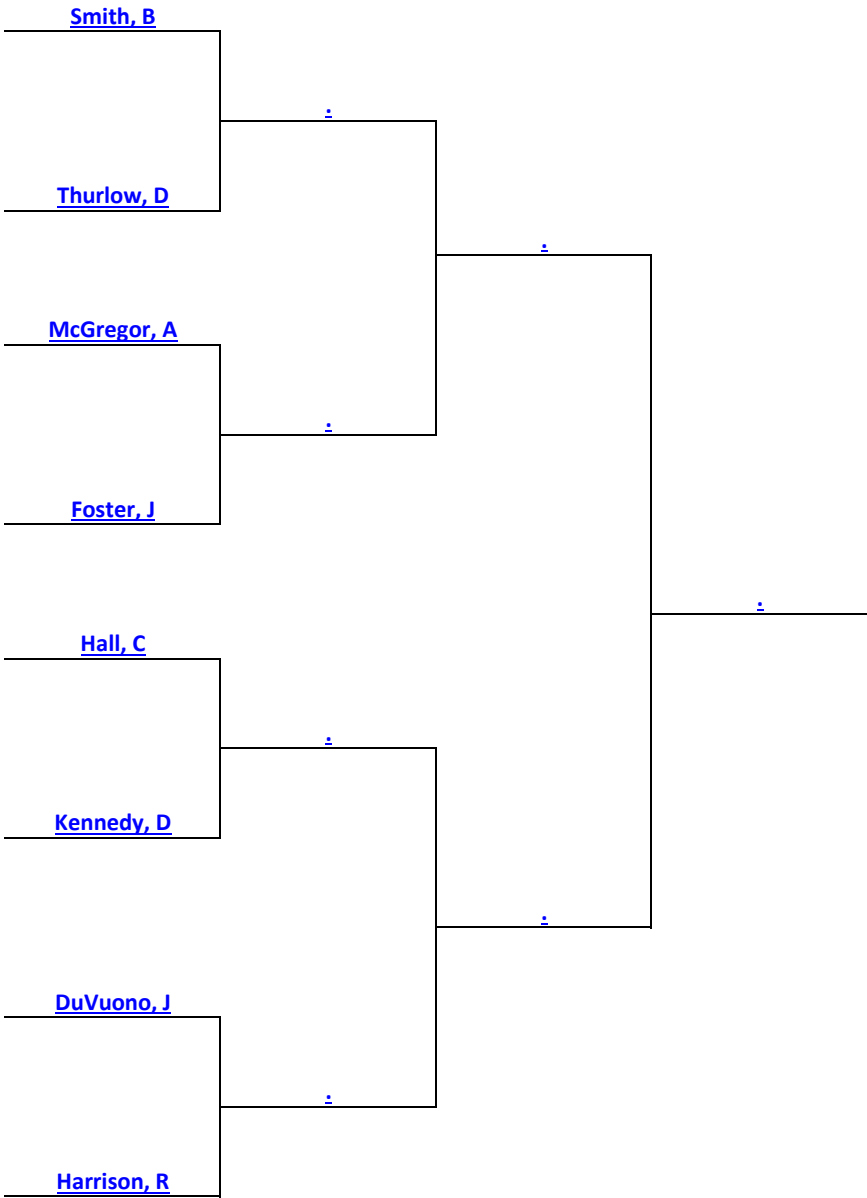 Smith, B
.
Thurlow, D
.
McGregor, A
.
Foster, J
.
Hall, C
.
Kennedy, D
.
DuVuono, J
.
Harrison, R